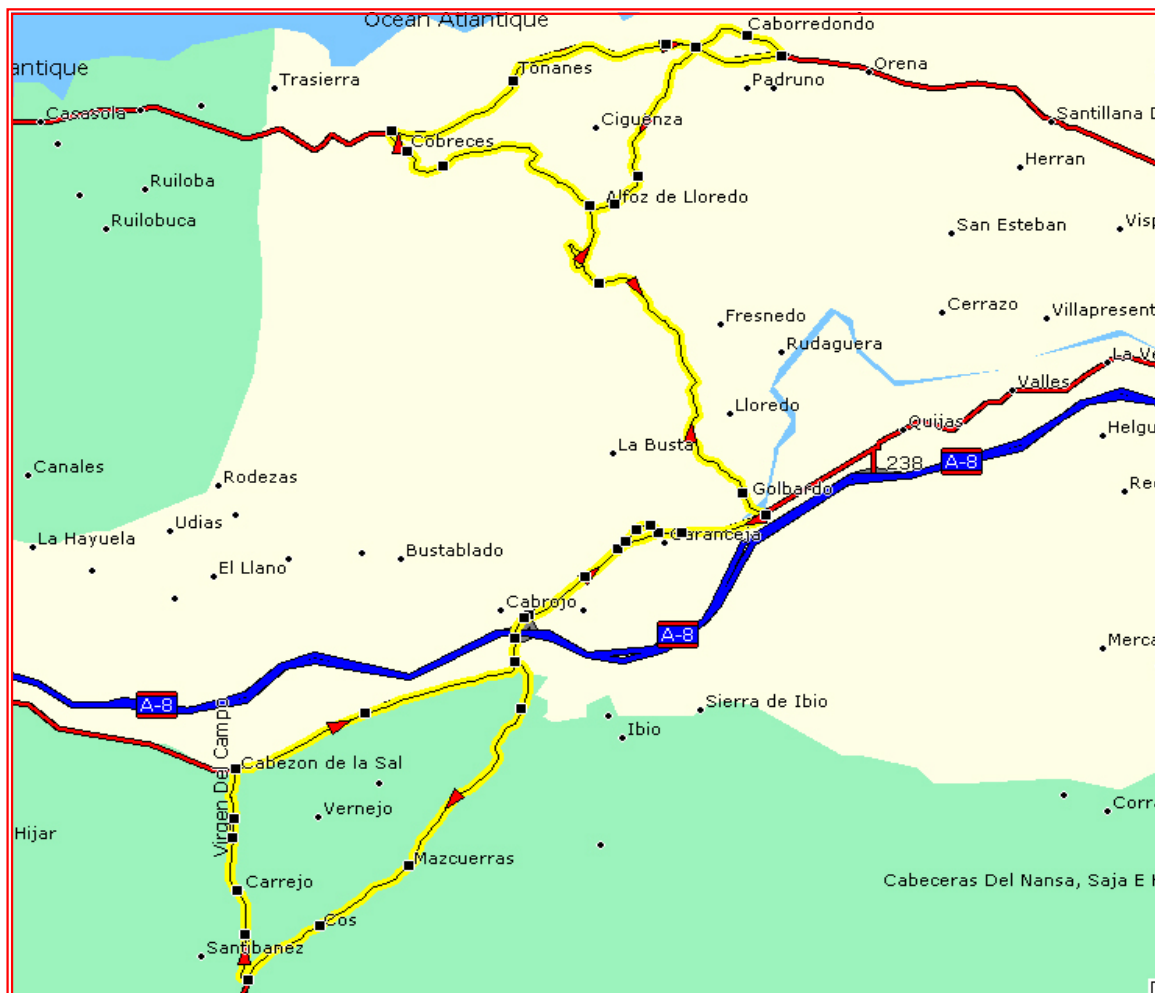 Océan Atlantique
Caborredondo
antique
Trasierra
Tonanes
Padruno
Orena
Casasola
Ciguenza
Santillana D
Cobreces
Herran
Ruiloba
Alfoz de Lloredo
Ruilobuca
San Esteban
Visp
Cerrazo
Villapresent
Fresnedo
Rudaguera
La Ve
Valles
Lloredo
Quijas
La Busta
Helgu
Canales
238
A-8
Rodezas
Golbardo
Rec
Udias
La Hayuela
Caranceja
Bustablado
El Llano
Cabrojo
A-8
Merca
A-8
Sierra de Ibio
Ibio
Virgen Del Campo
Cabezon de la Sal
Vernejo
Corra
Hijar
Mazcuerras
Carrejo
Cabeceras Del Nansa, Saja E
Cos
Santibanez